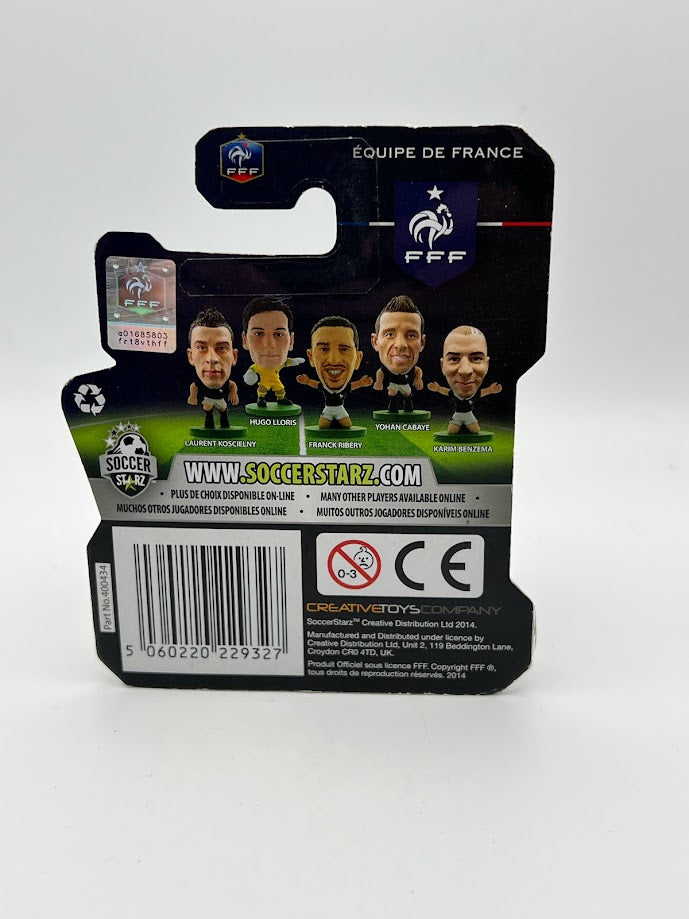 FFF
ÉQUIPE DE FRANCE
FFF
FFF
a01685803
frt8vthff
LAURENT KOSCIELNY
HUGO LLORIS
FRANCK RIBÉRY
YOHAN CABAYE
KARIM BENZEMA
SOCCER
STARZ
WWW.SOCCERSTARZ.COM
• PLUS DE CHOIX DISPONIBLE ON-LINE • MANY OTHER PLAYERS AVAILABLE ONLINE •
MUCHOS OTROS JUGADORES DISPONIBLES ONLINE • MUITOS OUTROS JOGADORES DISPONÍVEIS ONLINE
Part No.400434
5 060220 229327
0-3
CE
CREATIVETOYSCOMPANY
SoccerStarz™ Creative Distribution Ltd 2014.
Manufactured and Distributed under licence by
Creative Distribution Ltd, Unit 2, 119 Beddington Lane,
Croydon CR0 4TD, UK.
Produit Officiel sous licence FFF. Copyright FFF ®,
tous droits de reproduction réservés. 2014